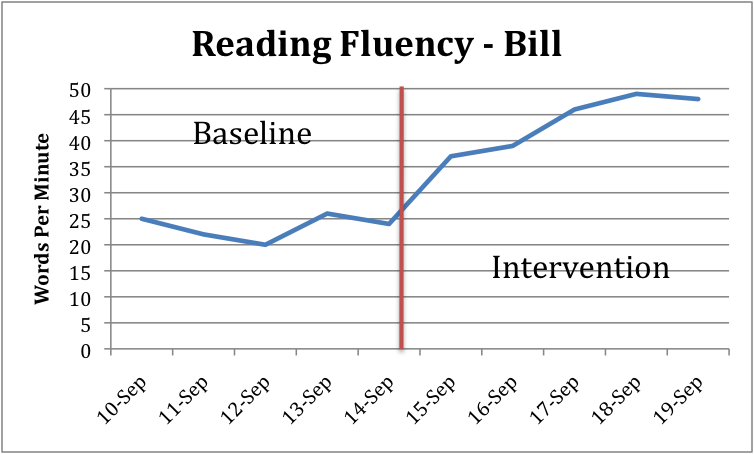 Reading Fluency - Bill
Words Per Minute
50
45
40
35
30
25
20
15
10
5
0
Baseline
Intervention
10-Sep
11-Sep
12-Sep
13-Sep
14-Sep
15-Sep
16-Sep
17-Sep
18-Sep
19-Sep